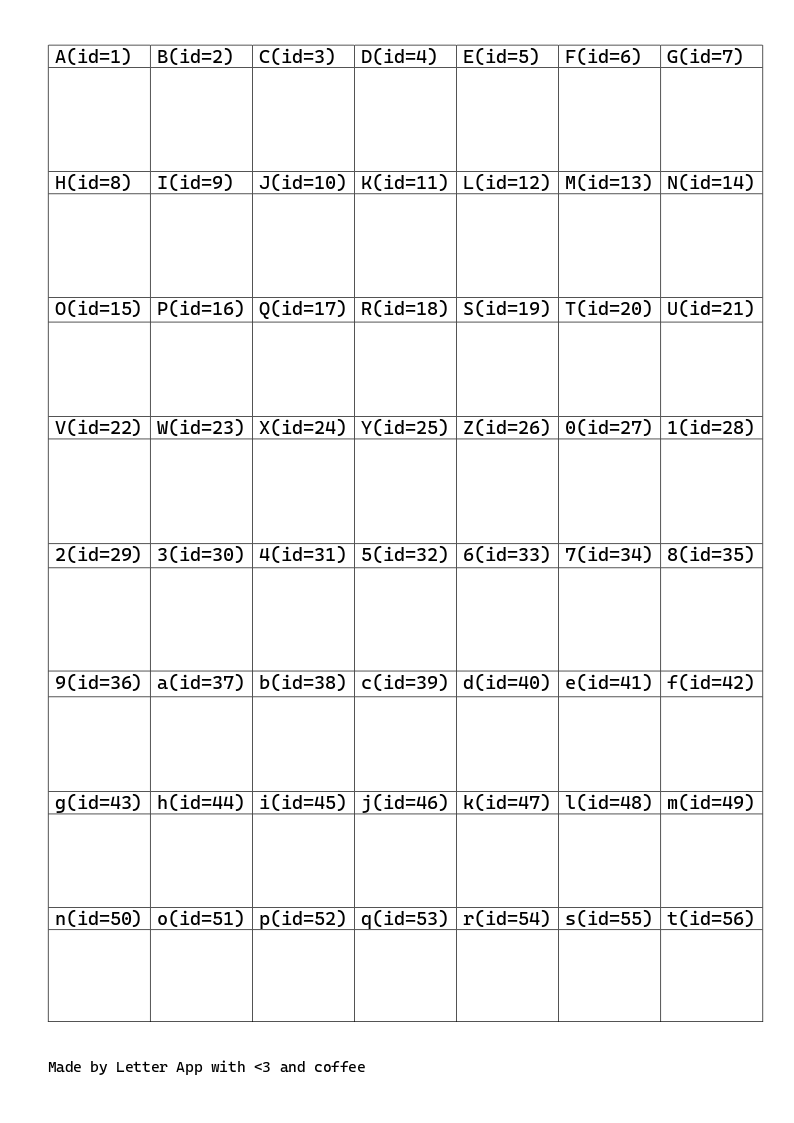 A(id=1) B(id=2) C(id=3) D(id=4) E(id=5) F(id=6) G(id=7)
H(id=8) I(id=9) J(id=10) K(id=11) L(id=12) M(id=13) N(id=14)
O(id=15) P(id=16) Q(id=17) R(id=18) S(id=19) T(id=20) U(id=21)
V(id=22) W(id=23) X(id=24) Y(id=25) Z(id=26) 0(id=27) 1(id=28)
2(id=29) 3(id=30) 4(id=31) 5(id=32) 6(id=33) 7(id=34) 8(id=35)
9(id=36) a(id=37) b(id=38) c(id=39) d(id=40) e(id=41) f(id=42)
g(id=43) h(id=44) i(id=45) j(id=46) k(id=47) l(id=48) m(id=49)
n(id=50) o(id=51) p(id=52) q(id=53) r(id=54) s(id=55) t(id=56)
Made by Letter App with <3 and coffee